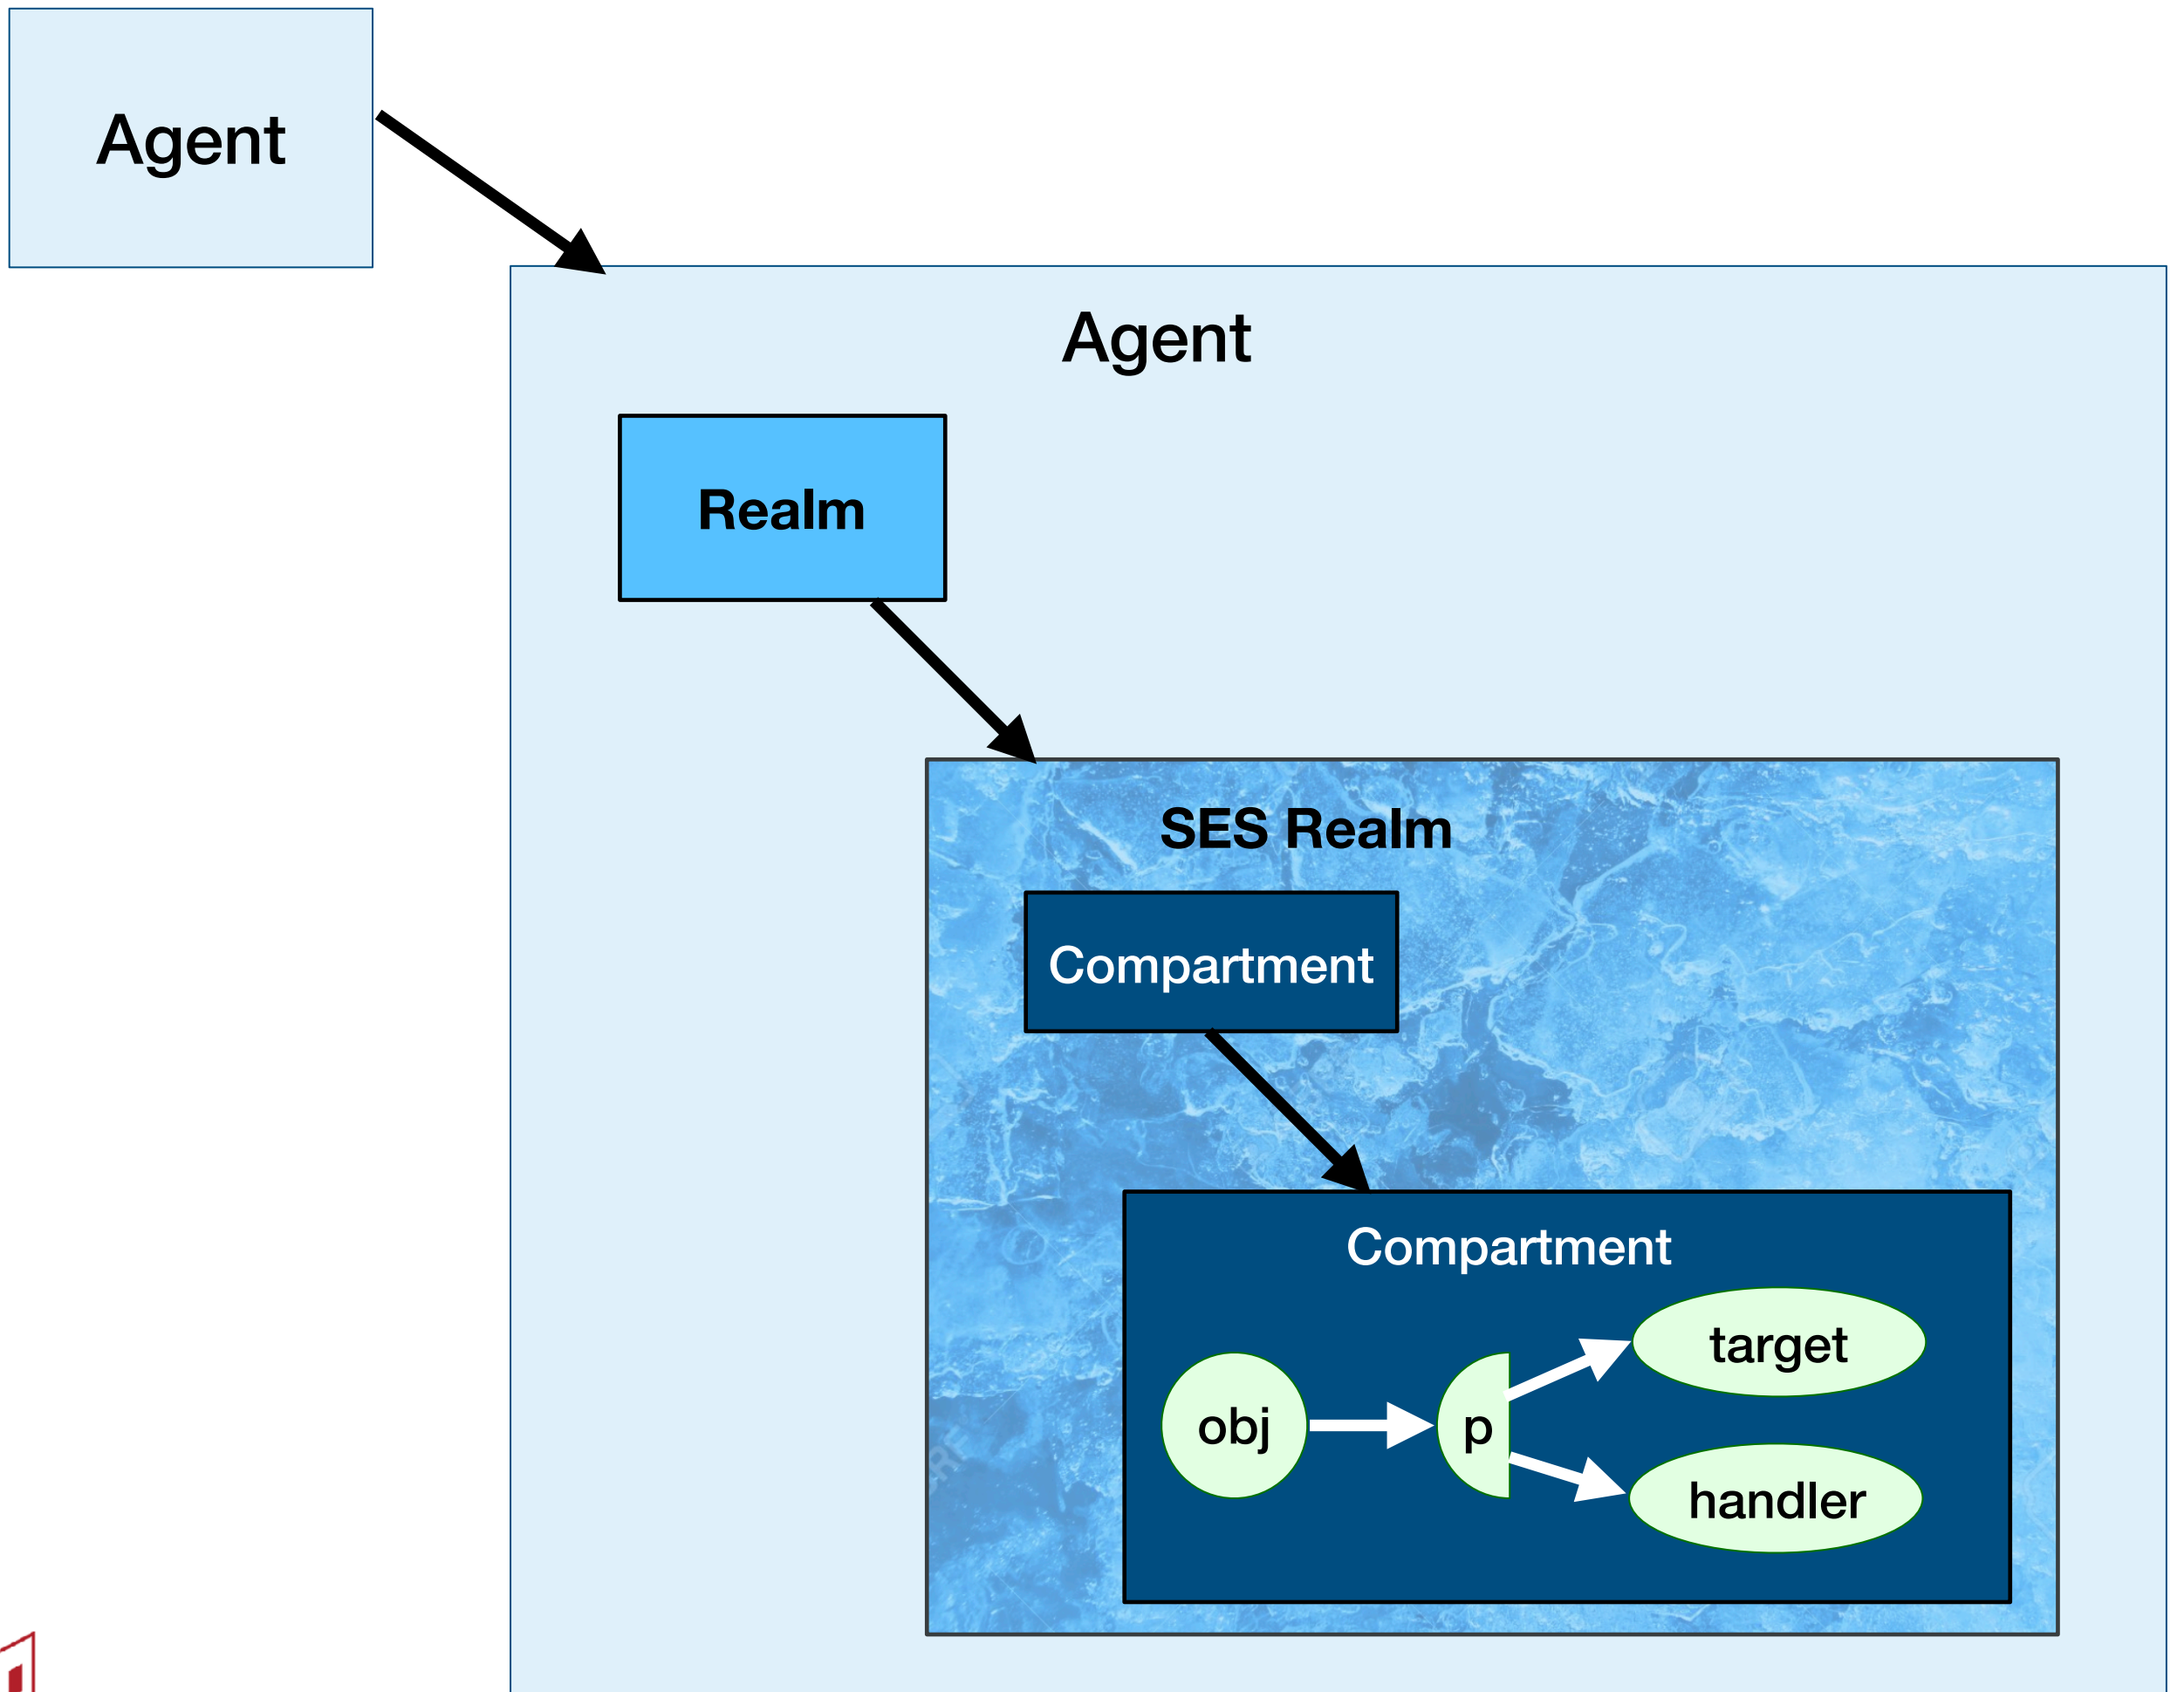 Agent
Agent
Realm
SES Realm
Compartment
Compartment
target
obj
p
handler